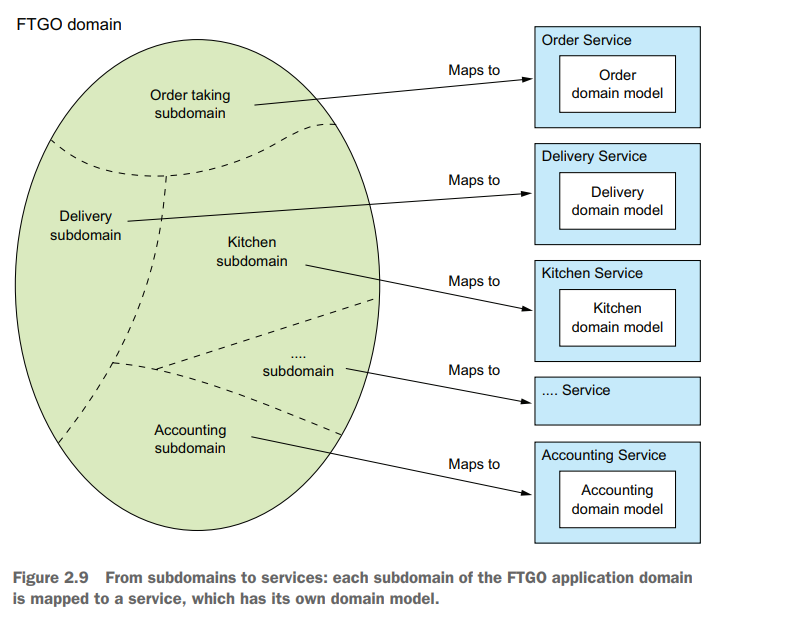 FTGO domain
Order taking
subdomain
Maps to
Order Service
Order
domain model
Delivery
subdomain
Maps to
Delivery Service
Delivery
domain model
Kitchen
subdomain
Maps to
Kitchen Service
Kitchen
domain model
....
subdomain
Maps to
.... Service
Accounting
subdomain
Maps to
Accounting Service
Accounting
domain model
Figure 2.9 From subdomains to services: each subdomain of the FTGO application domain
is mapped to a service, which has its own domain model.